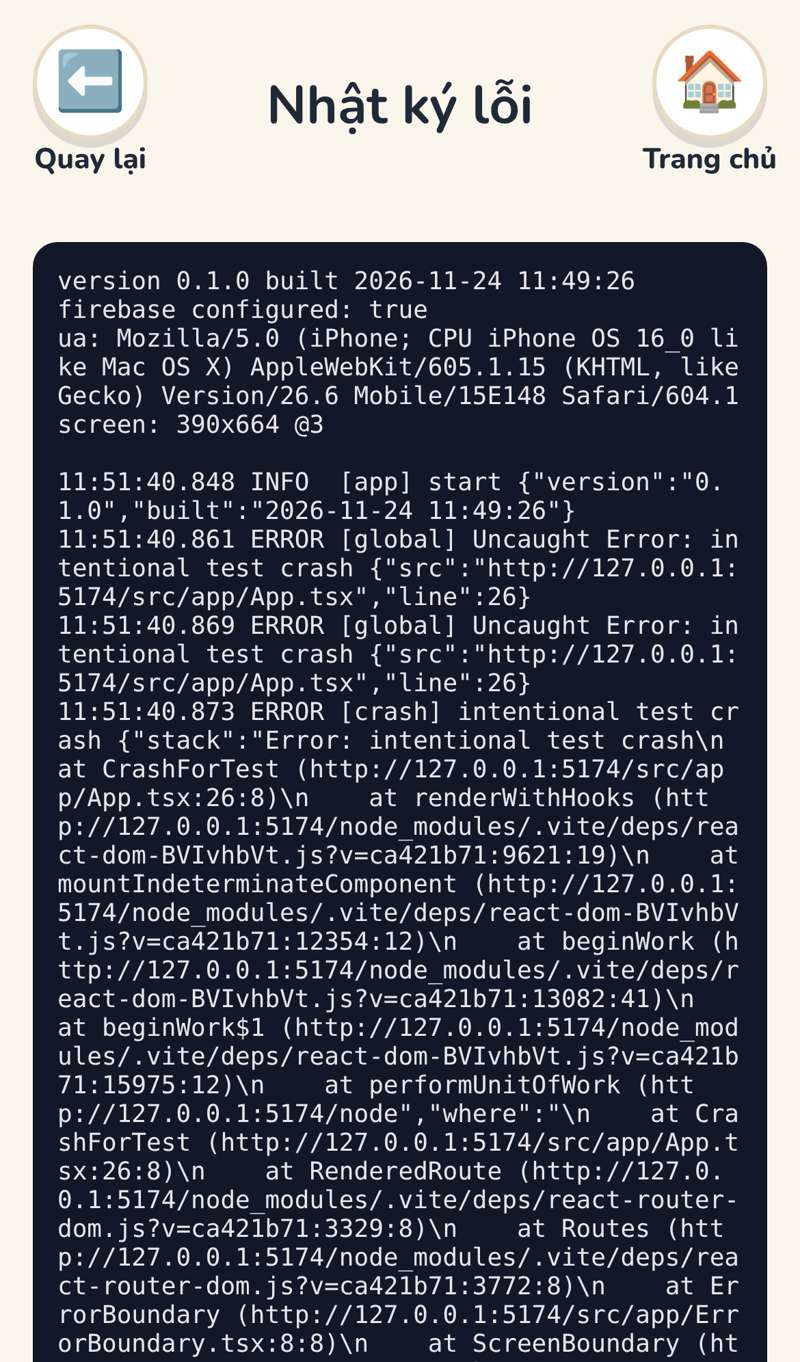 Nhật ký lỗi
Quay lại
Trang chủ
version 0.1.0 built 2026-11-24 11:49:26
firebase configured: true
ua: Mozilla/5.0 (iPhone; CPU iPhone OS 16_0 li
ke Mac OS X) AppleWebKit/605.1.15 (KHTML, like
Gecko) Version/26.6 Mobile/15E148 Safari/604.1
screen: 390x664 @3
11:51:40.848 INFO  [app] start {"version":"0.
1.0","built":"2026-11-24 11:49:26"}
11:51:40.861 ERROR [global] Uncaught Error: in
tentional test crash {"src":"http://127.0.0.1:
5174/src/app/App.tsx","line":26}
11:51:40.869 ERROR [global] Uncaught Error: in
tentional test crash {"src":"http://127.0.0.1:
5174/src/app/App.tsx","line":26}
11:51:40.873 ERROR [crash] intentional test cr
ash {"stack":"Error: intentional test crash\n
at CrashForTest (http://127.0.0.1:5174/src/ap
p/App.tsx:26:8)\n    at renderWithHooks (htt
p://127.0.0.1:5174/node_modules/.vite/deps/rea
ct-dom-BVIvhbVt.js?v=ca421b71:9621:19)\n    at
mountIndeterminateComponent (http://127.0.0.1:
5174/node_modules/.vite/deps/react-dom-BVIvhbV
t.js?v=ca421b71:12354:12)\n    at beginWork (h
ttp://127.0.0.1:5174/node_modules/.vite/deps/r
eact-dom-BVIvhbVt.js?v=ca421b71:13082:41)\n
at beginWork$1 (http://127.0.0.1:5174/node_mod
ules/.vite/deps/react-dom-BVIvhbVt.js?v=ca421b
71:15975:12)\n    at performUnitOfWork (htt
p://127.0.0.1:5174/node","where":"\n    at Cra
shForTest (http://127.0.0.1:5174/src/app/App.t
sx:26:8)\n    at RenderedRoute (http://127.0.
0.1:5174/node_modules/.vite/deps/react-router-
dom.js?v=ca421b71:3329:8)\n    at Routes (htt
p://127.0.0.1:5174/node_modules/.vite/deps/rea
ct-router-dom.js?v=ca421b71:3772:8)\n    at Er
rorBoundary (http://127.0.0.1:5174/src/app/Err
orBoundary.tsx:8:8)\n    at ScreenBoundary (ht